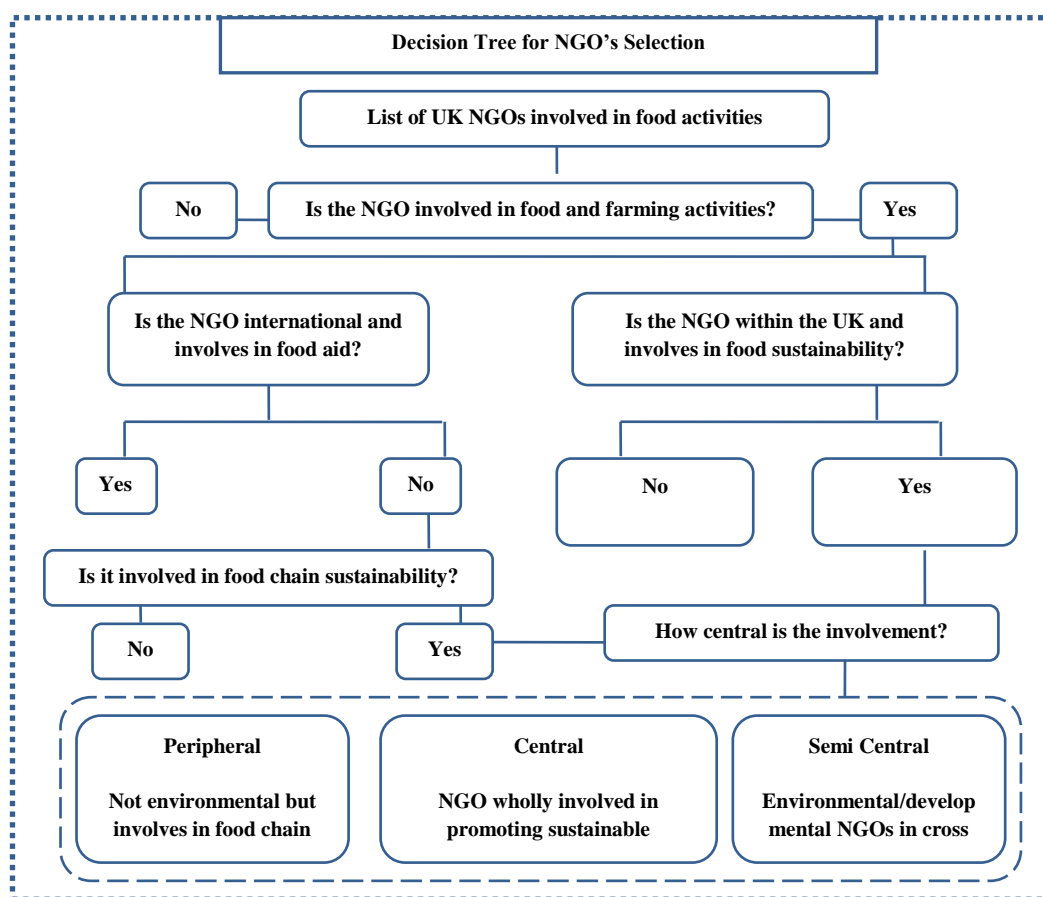 Decision Tree for NGO’s Selection
List of UK NGOs involved in food activities
No
Is the NGO involved in food and farming activities?
Yes
Is the NGO international and
involves in food aid?
Is the NGO within the UK and
involves in food sustainability?
Yes
No
No
Yes
Is it involved in food chain sustainability?
No
Yes
How central is the involvement?
Peripheral
Not environmental but
involves in food chain
Central
NGO wholly involved in
promoting sustainable
Semi Central
Environmental/develop
mental NGOs in cross